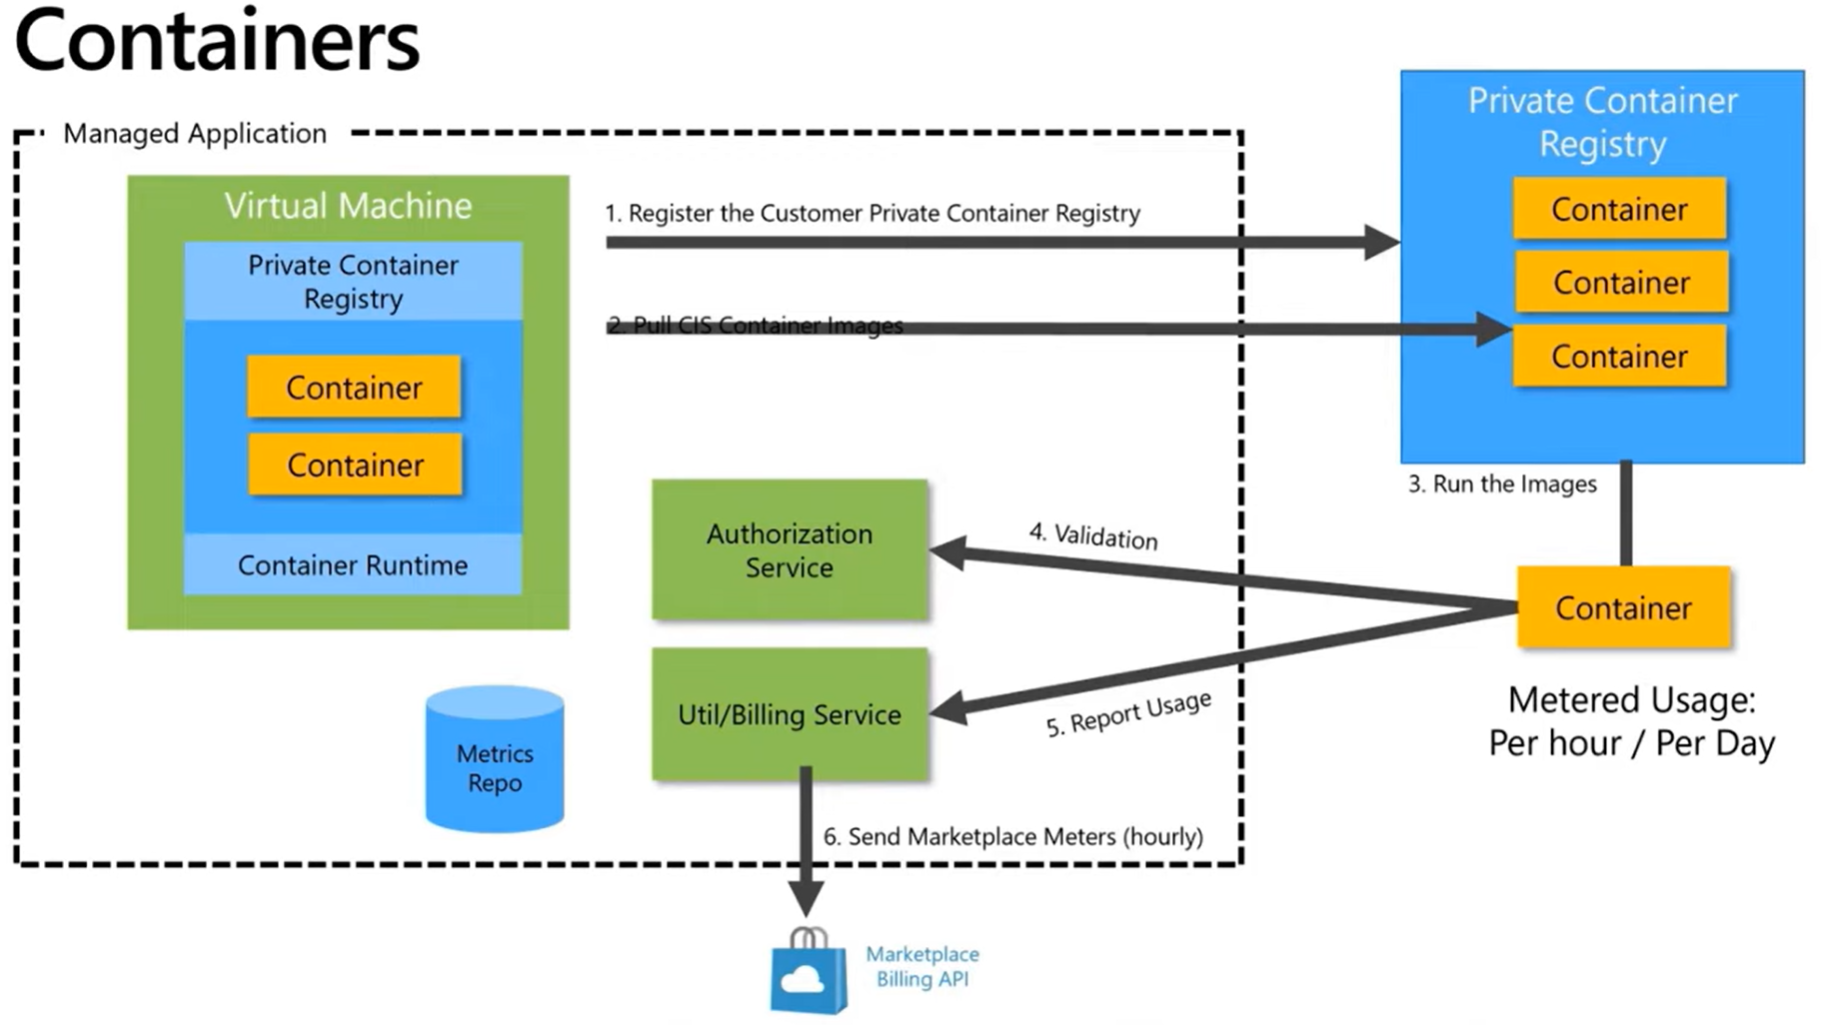 Containers
Managed Application
Virtual Machine
Private Container
Registry
Container
Container
Container Runtime
1. Register the Customer Private Container Registry
2. Pull CIS Container Images
Private Container
Registry
Container
Container
Container
3. Run the Images
Authorization
Service
4. Validation
Container
Util/Billing Service
5. Report Usage
Metered Usage:
Per hour / Per Day
Metrics
Repo
6. Send Marketplace Meters (hourly)
Marketplace
Billing API